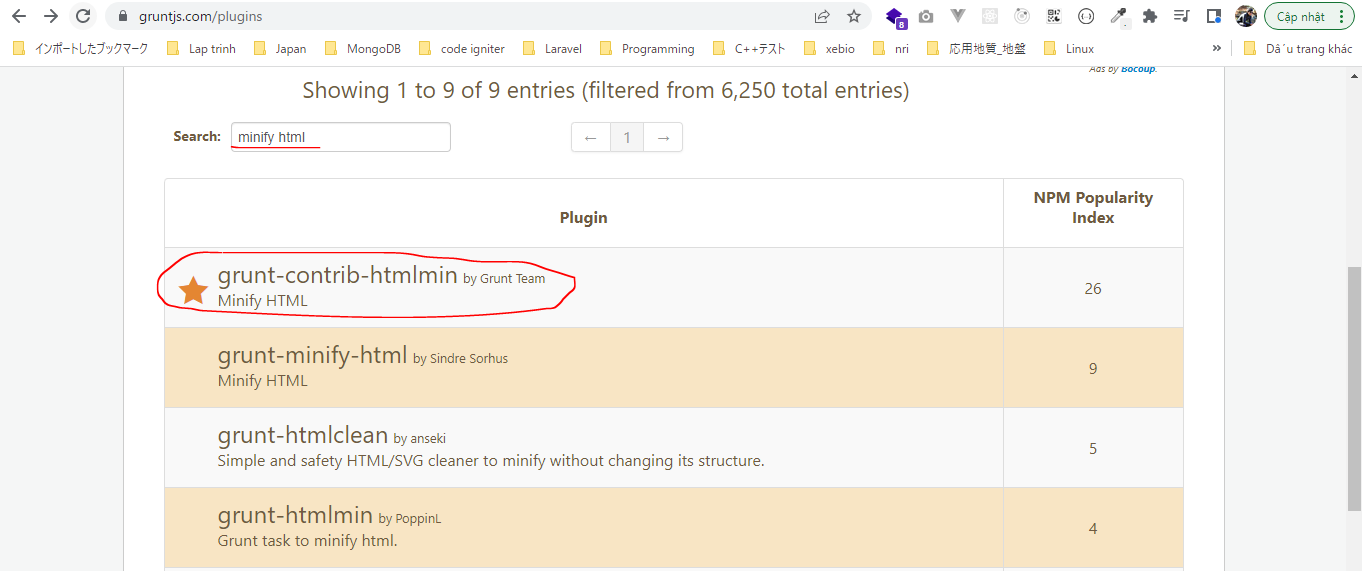 gruntjs.com/plugins
8
Cập nhật
インポートしたブックマーク
Lap trinh
Japan
MongoDB
code igniter
Laravel
Programming
C++テスト
xebio
nri
応用地質_地盤
Linux
»
Dấu trang khác
Ads by Bocoup.
Showing 1 to 9 of 9 entries (filtered from 6,250 total entries)
Search: minify html
← 1 →
Plugin
NPM Popularity
Index
grunt-contrib-htmlmin by Grunt Team
Minify HTML
26
grunt-minify-html by Sindre Sorhus
Minify HTML
9
grunt-htmlclean by anseki
Simple and safety HTML/SVG cleaner to minify without changing its structure.
5
grunt-htmlmin by PoppinL
Grunt task to minify html.
4